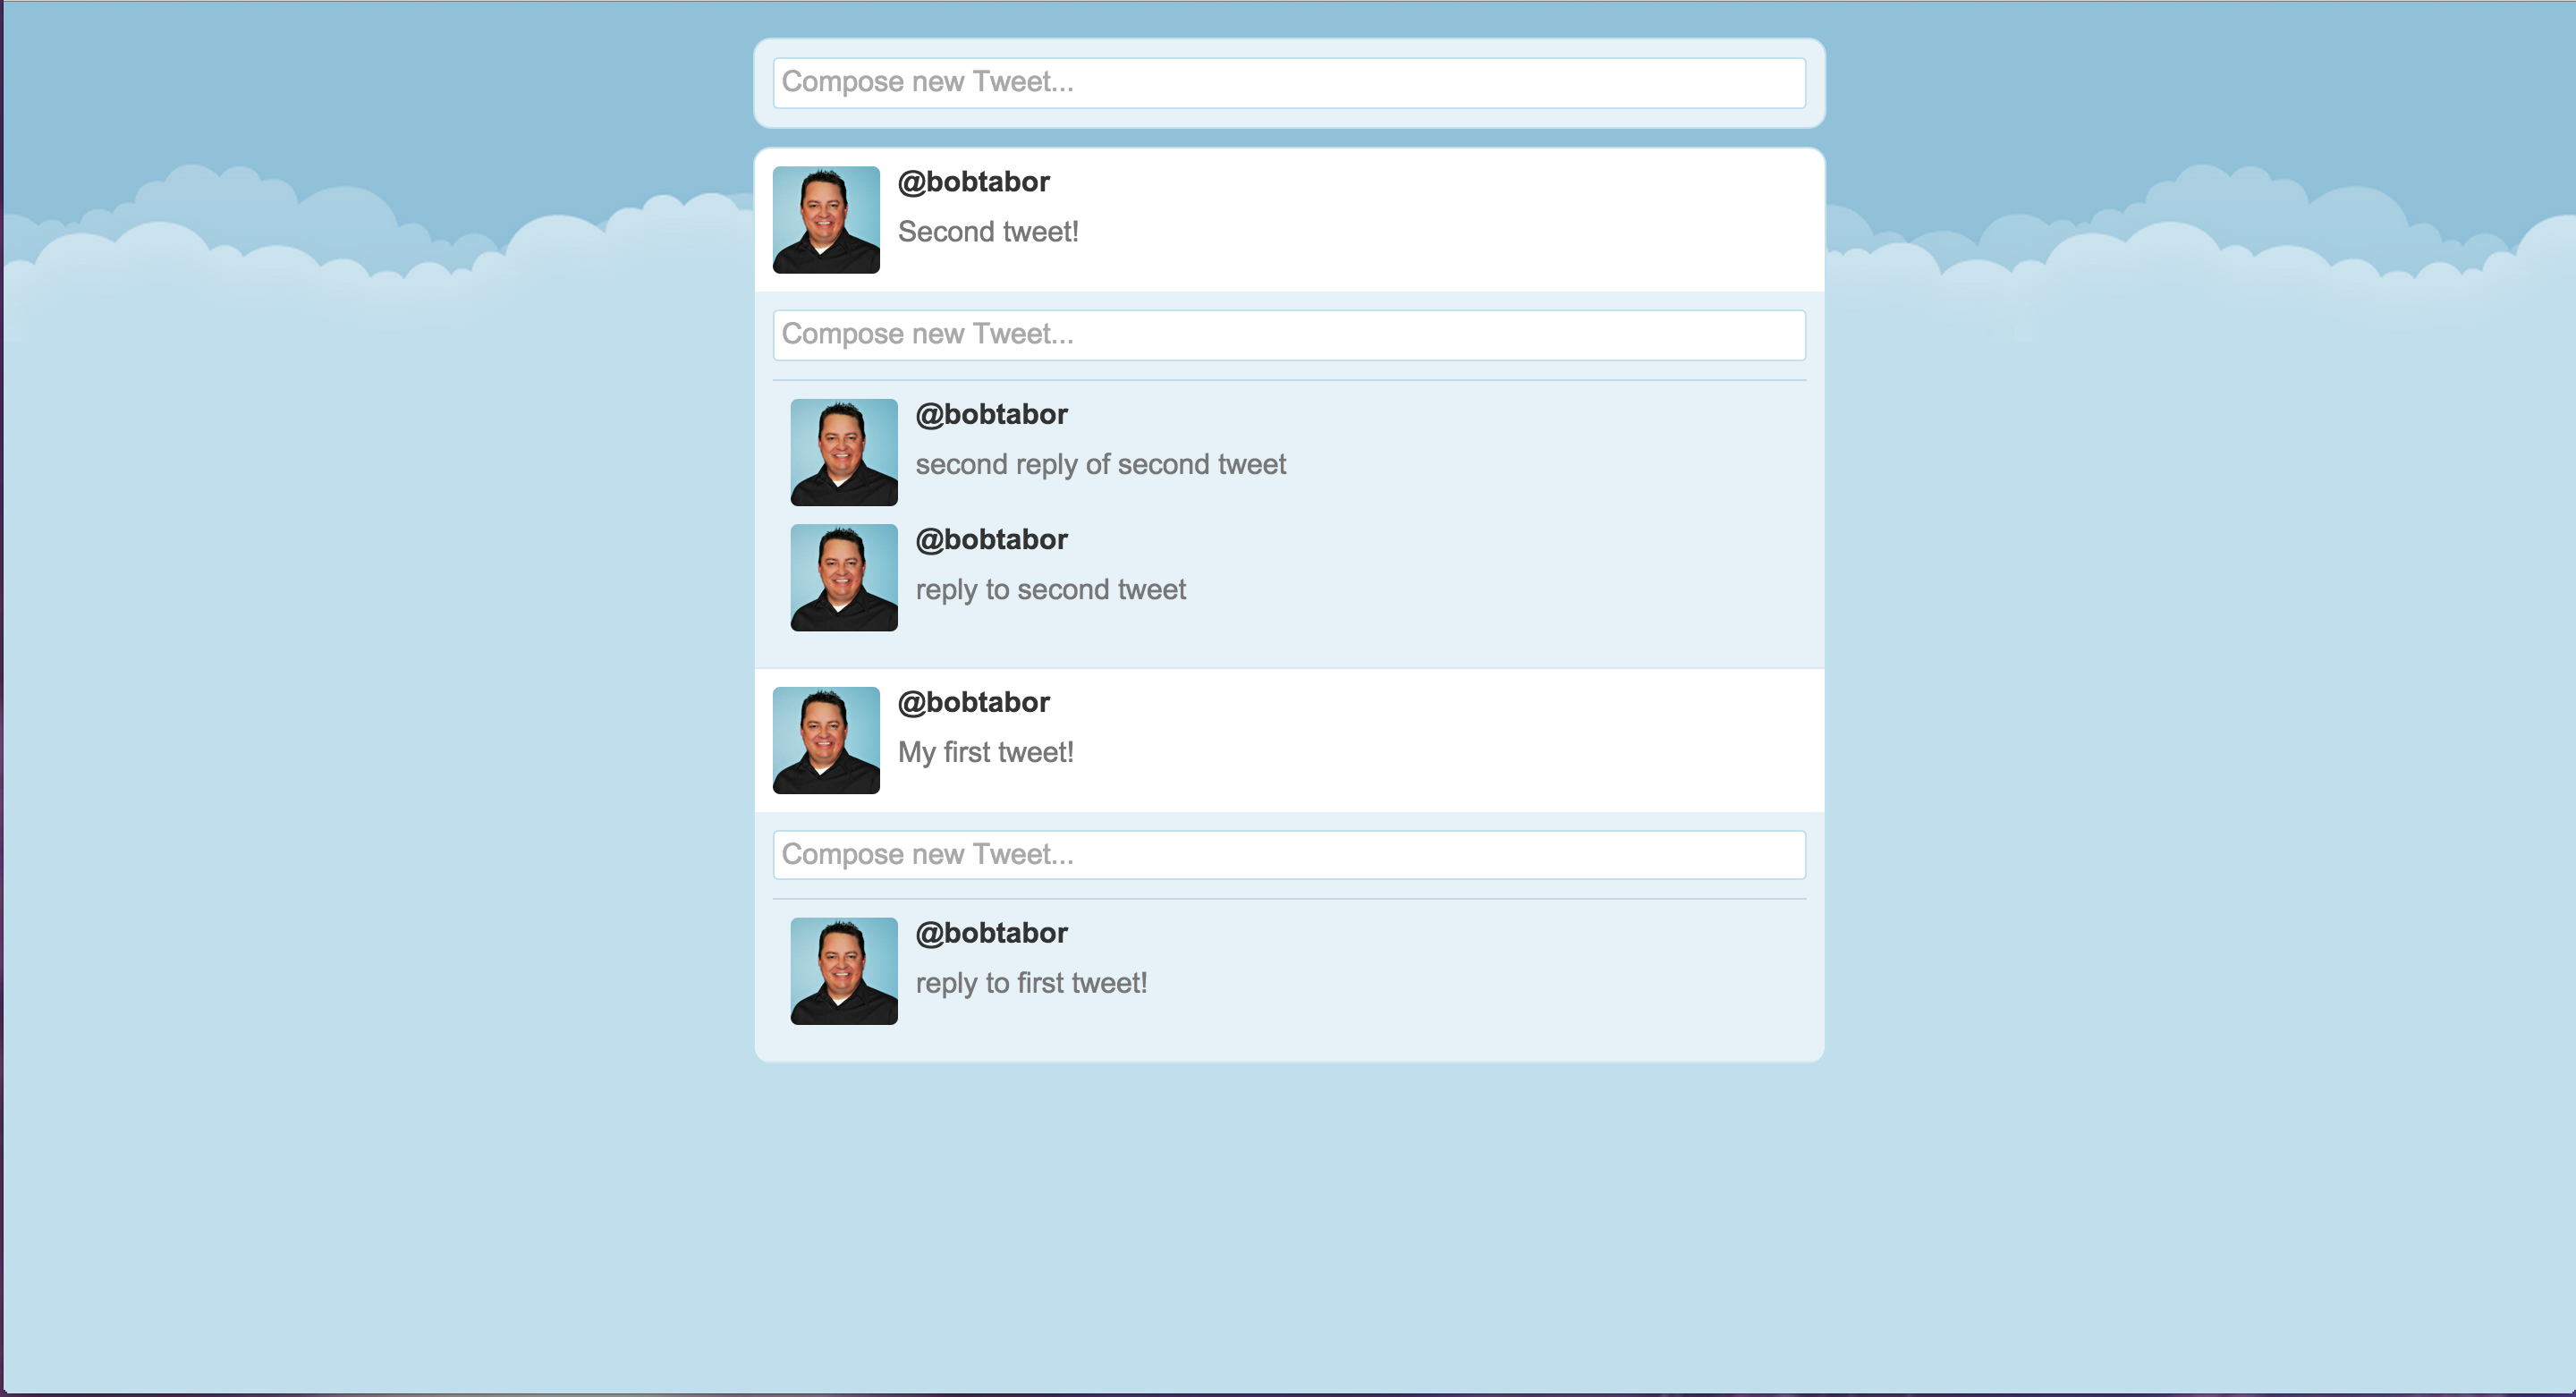 Compose new Tweet...
@bobtabor
Second tweet!
Compose new Tweet...
@bobtabor
second reply of second tweet
@bobtabor
reply to second tweet
@bobtabor
My first tweet!
Compose new Tweet...
@bobtabor
reply to first tweet!